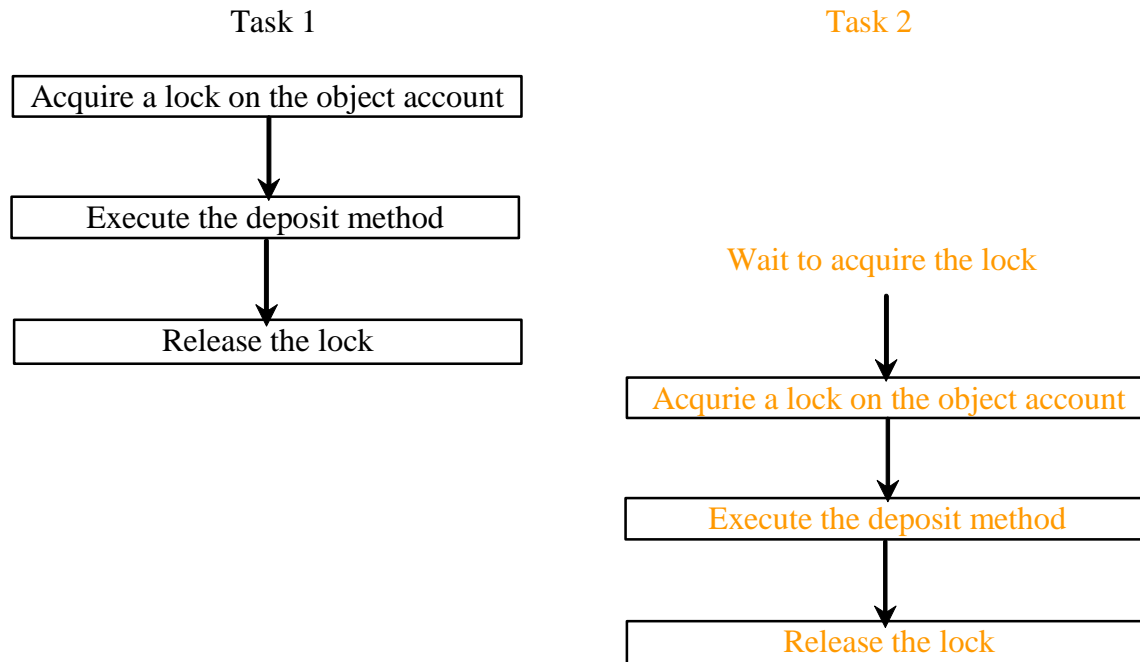 Task 1
Task 2
Acquire a lock on the object account
Execute the deposit method
Release the lock
Wait to acquire the lock
Acqurie a lock on the object account
Execute the deposit method
Release the lock